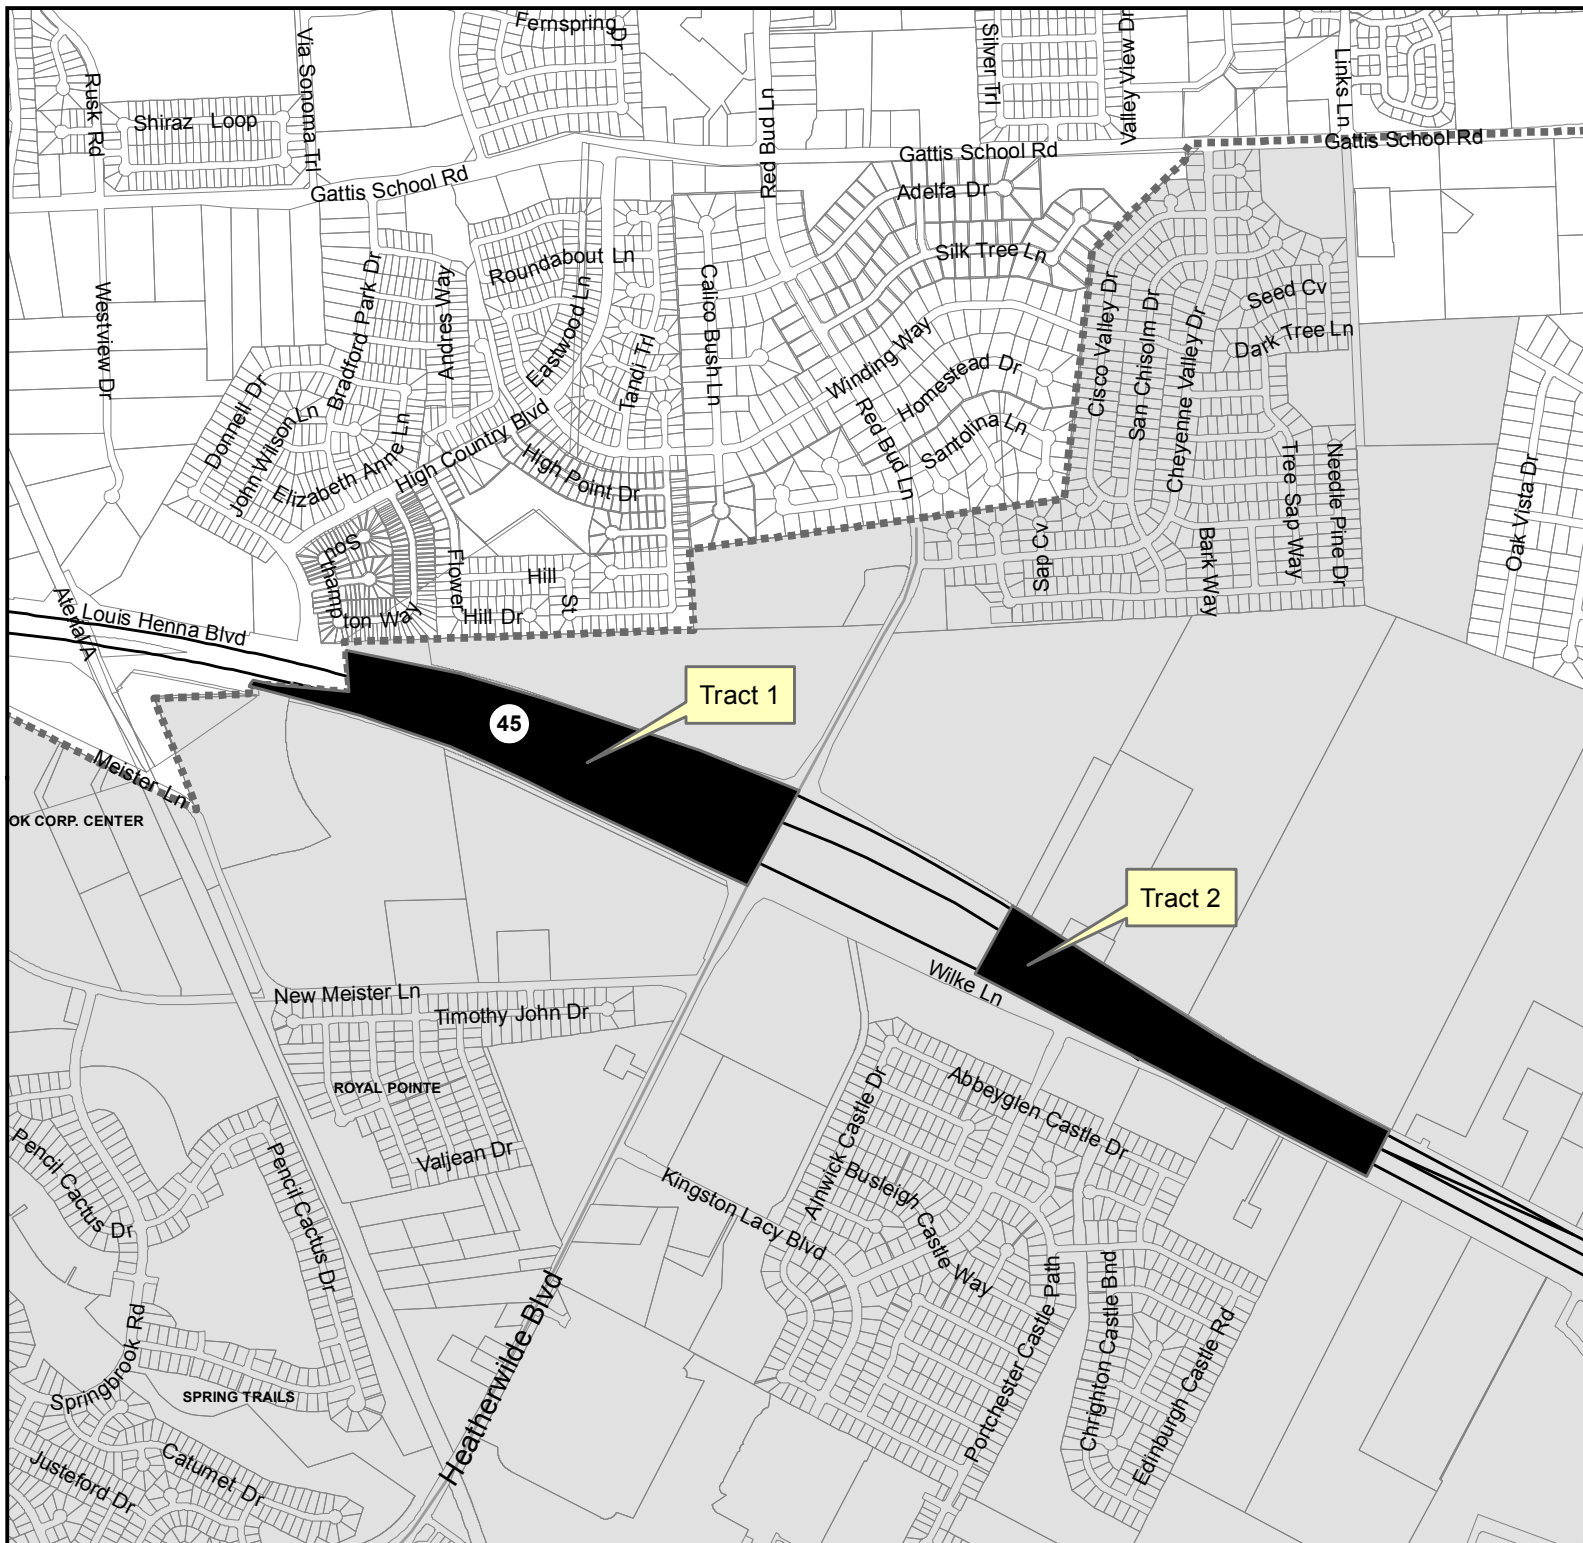 Fernspring Dr
Via Sonoma Trl
Silver Trl
Valley View Dr
Links Ln
Rusk Rd
Shiraz Loop
Red Bud Ln
Gattis School Rd
Gattis School Rd
Gattis School Rd
Adelfa Dr
Silk Tree Ln
Roundabout Ln
Westview Dr
Bradford Park Dr
Andres Way
Eastwood Ln
Tandi Trl
Calico Bush Ln
Cisco Valley Dr
San Chisolm Dr
Cheyenne Valley Dr
Seed Cv
Dark Tree Ln
Winding Way
Homestead Dr
Red Bud Ln
Santolina Ln
Donnell Dr
John Wilson Ln
Elizabeth Anne Ln
High Country Blvd
High Point Dr
Tree Sap Way
Needle Pine Dr
Oak Vista Dr
Bark Way
Sap Cv
Southampton Way
Flower
Hill
St
Hill Dr
Louis Henna Blvd
Aterial A
Tract 1
45
Meister Ln
OK CORP. CENTER
Tract 2
Wilke Ln
New Meister Ln
Timothy John Dr
ROYAL POINTE
Valjean Dr
Abbeyglen Castle Dr
Alnwick Castle Dr
Busleigh Castle Way
Kingston Lacy Blvd
Pencil Cactus Dr
Pencil Cactus Dr
Portchester Castle Path
Chrighton Castle Bnd
Edinburgh Castle Rd
Heatherwilde Blvd
Springbrook Rd
SPRING TRAILS
Catumet Dr
Justeford Dr